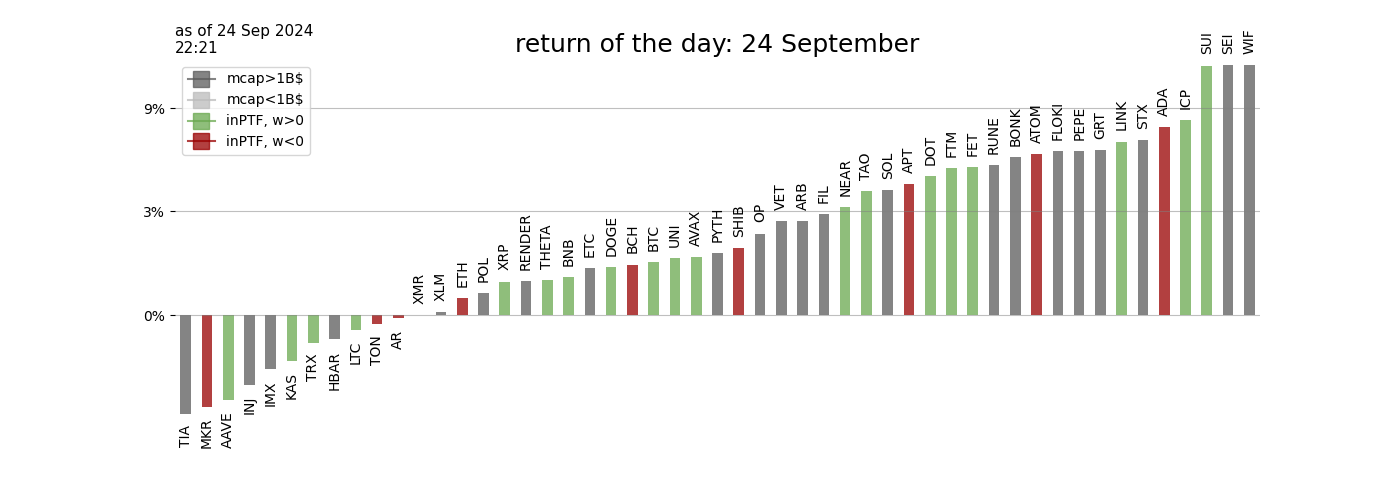 as of 24 Sep 2024
22:21
return of the day: 24 September
mcap>1B$
mcap<1B$
inPTF, w>0
inPTF, w<0
9%
3%
0%
TIA
MKR
AAVE
INJ
IMX
KAS
TRX
HBAR
LTC
TON
AR
XMR
XLM
ETH
POL
XRP
RENDER
THETA
BNB
ETC
DOGE
BCH
BTC
UNI
AVAX
PYTH
SHIB
OP
VET
ARB
FIL
NEAR
TAO
SOL
APT
DOT
FTM
FET
RUNE
BONK
ATOM
FLOKI
PEPE
GRT
LINK
STX
ADA
ICP
SUI
SEI
WIF